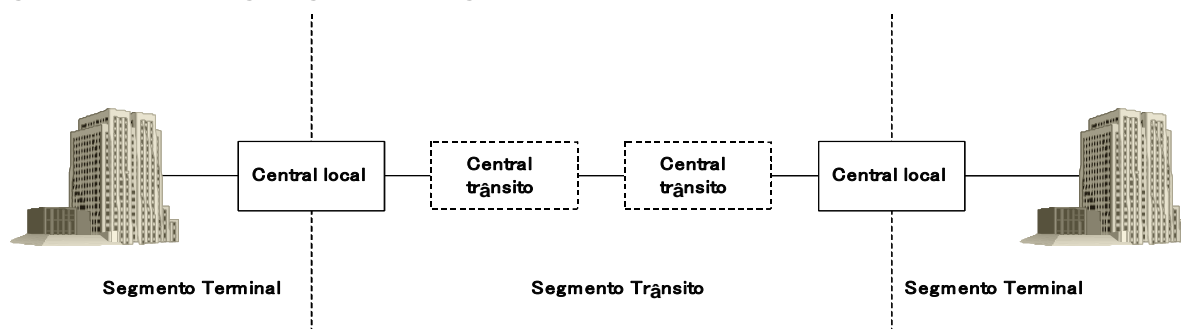 Central local
Central
trânsito
Central
trânsito
Central local
Segmento Terminal
Segmento Trânsito
Segmento Terminal